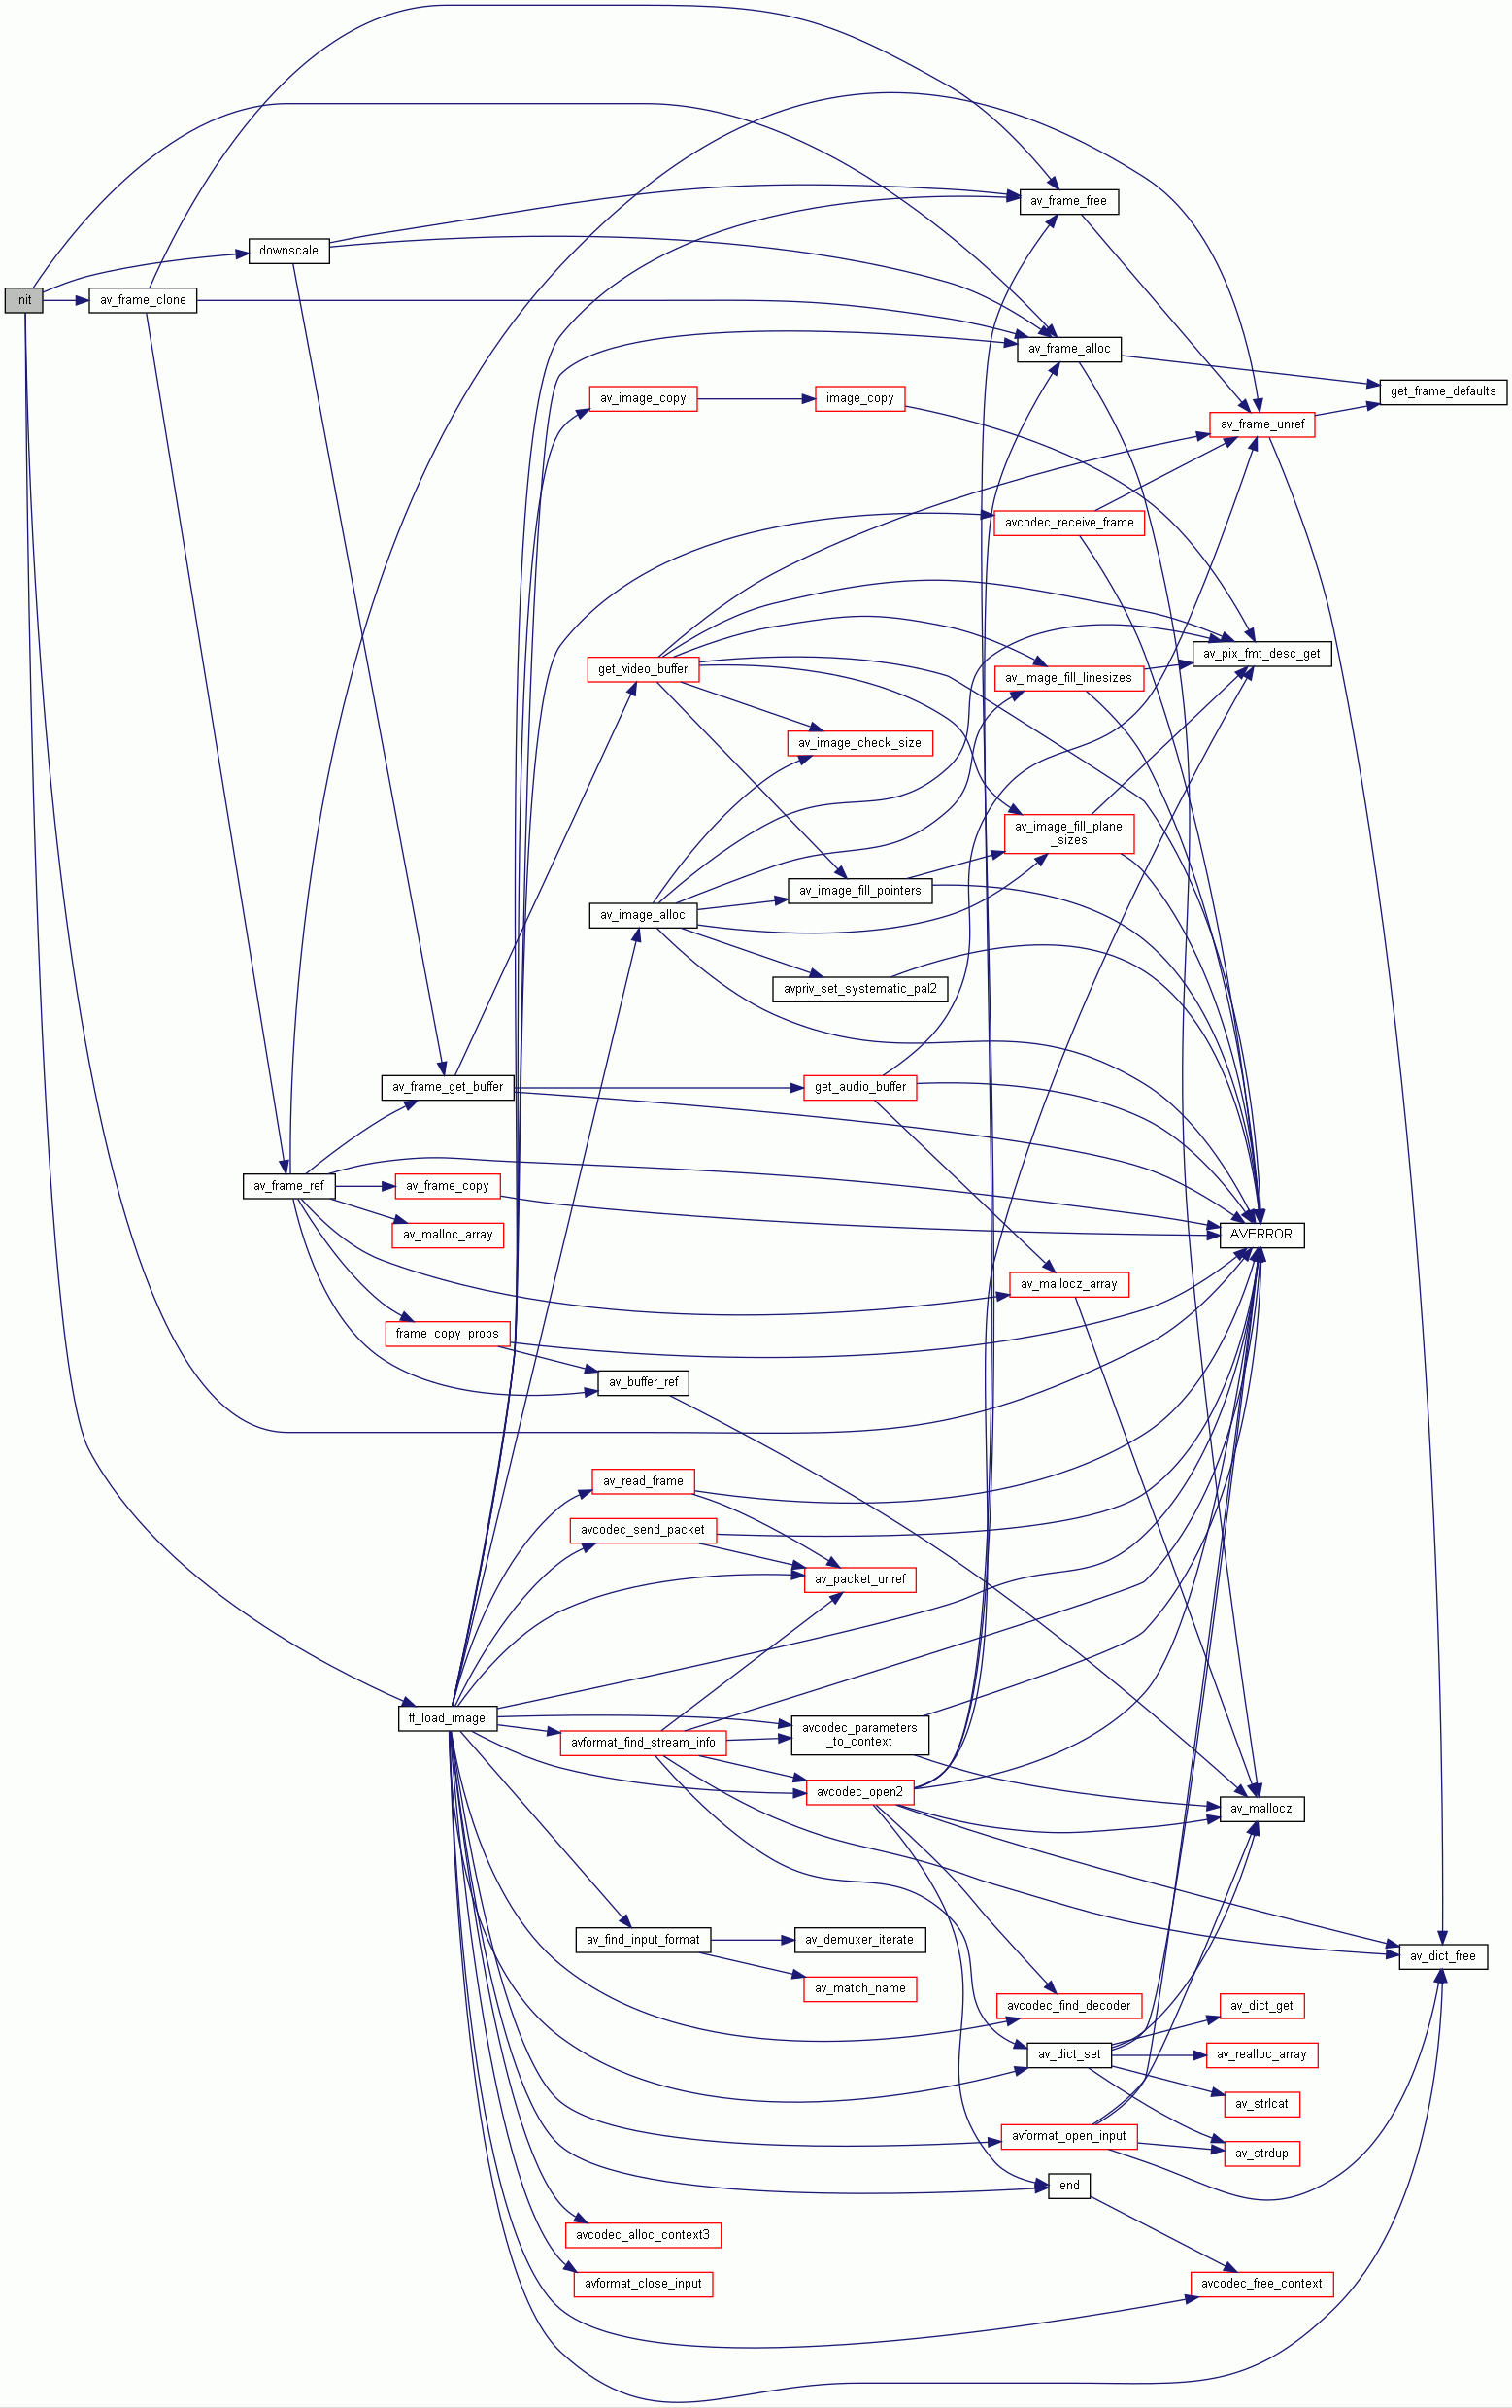 av_frame_free
downscale
init
av_frame_clone
av_frame_alloc
get_frame_defaults
av_image_copy
image_copy
av_frame_unref
avcodec_receive_frame
av_pix_fmt_desc_get
get_video_buffer
av_image_fill_linesizes
av_image_check_size
av_image_fill_plane
_sizes
av_image_fill_pointers
av_image_alloc
avpriv_set_systematic_pal2
av_frame_get_buffer
get_audio_buffer
av_frame_ref
av_frame_copy
av_malloc_array
AVERROR
av_mallocz_array
frame_copy_props
av_buffer_ref
av_read_frame
avcodec_send_packet
av_packet_unref
ff_load_image
avcodec_parameters
_to_context
avformat_find_stream_info
avcodec_open2
av_mallocz
av_find_input_format
av_demuxer_iterate
av_dict_free
av_match_name
avcodec_find_decoder
av_dict_get
av_dict_set
av_realloc_array
av_strlcat
avformat_open_input
av_strdup
end
avcodec_alloc_context3
avformat_close_input
avcodec_free_context